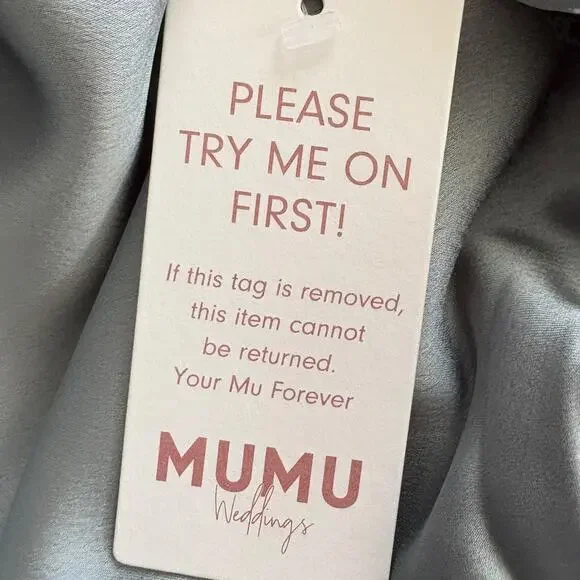 PLEASE
TRY ME ON
FIRST!
If this tag is removed,
this item cannot
be returned.
Your Mu Forever
MUMU
Weddings